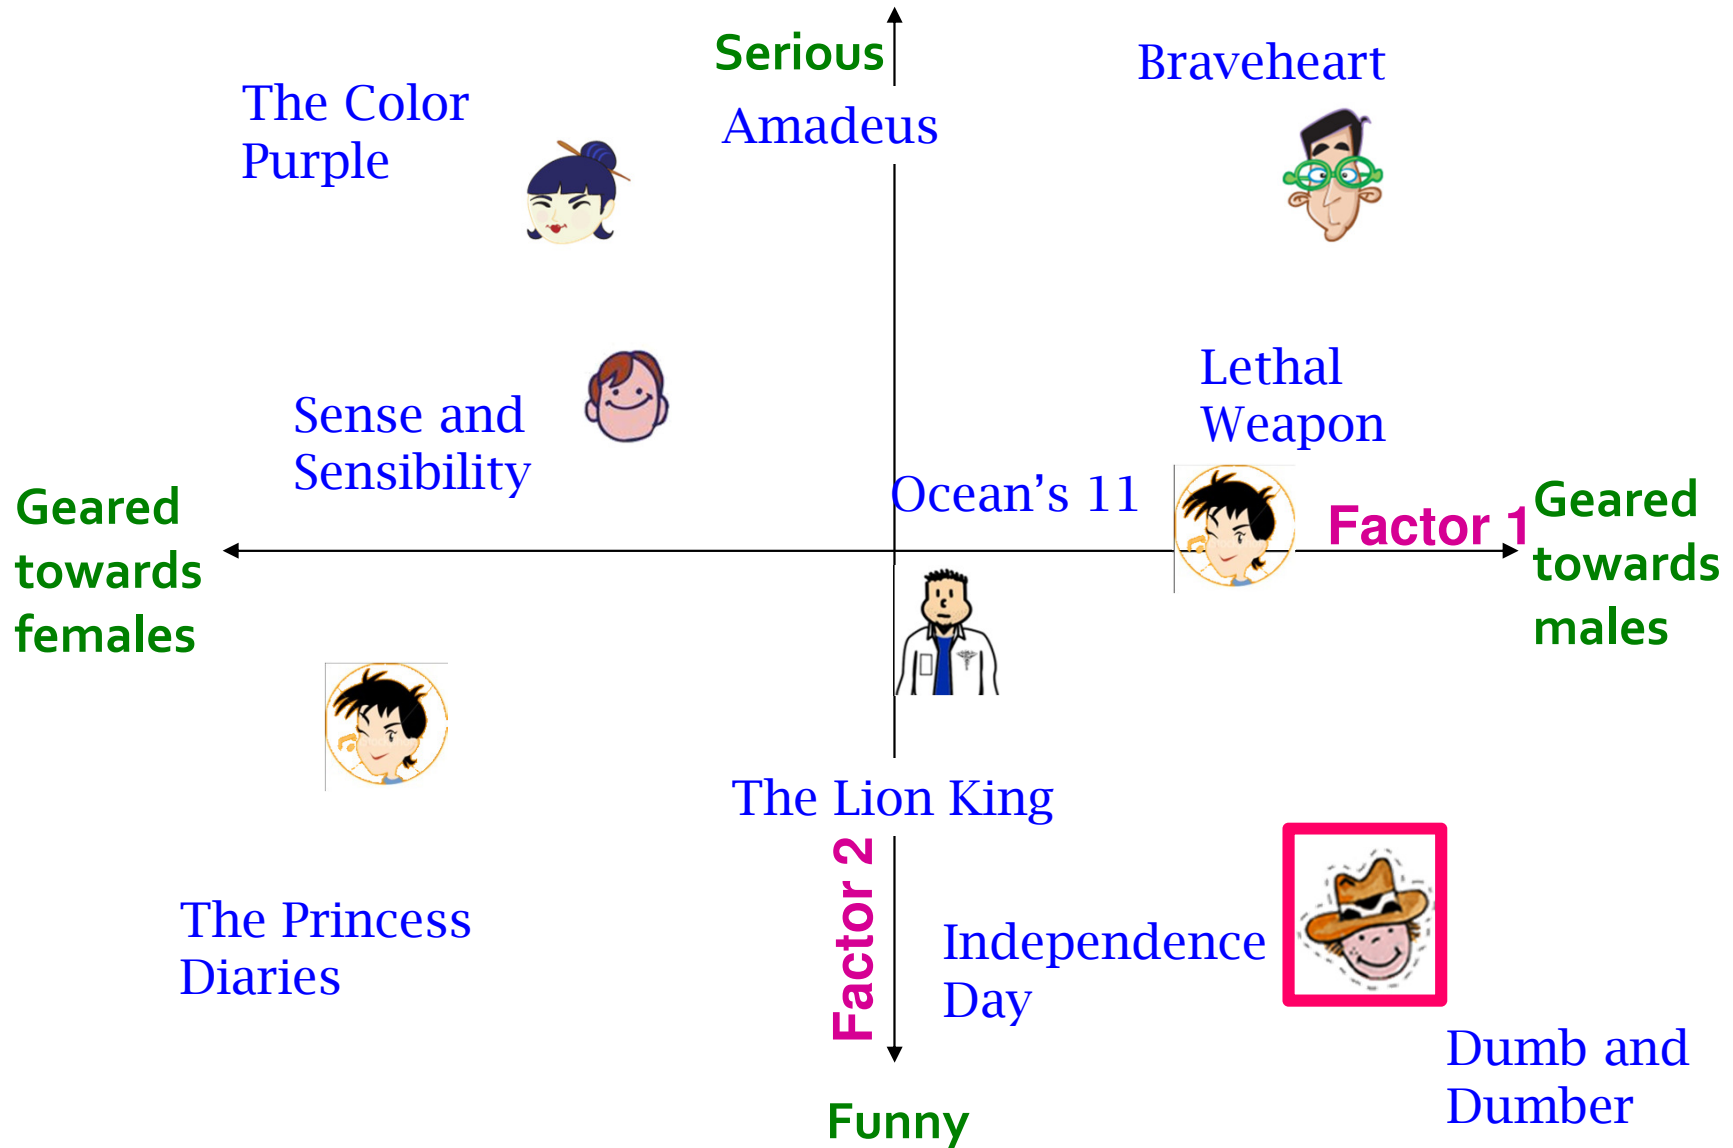 Serious
Braveheart
The Color
Purple
Amadeus
Lethal
Weapon
Sense and
Sensibility
Ocean’s 11
Geared
towards
females
Factor 1
Geared
towards
males
The Lion King
Factor 2
The Princess
Diaries
Independence
Day
Dumb and
Dumber
Funny